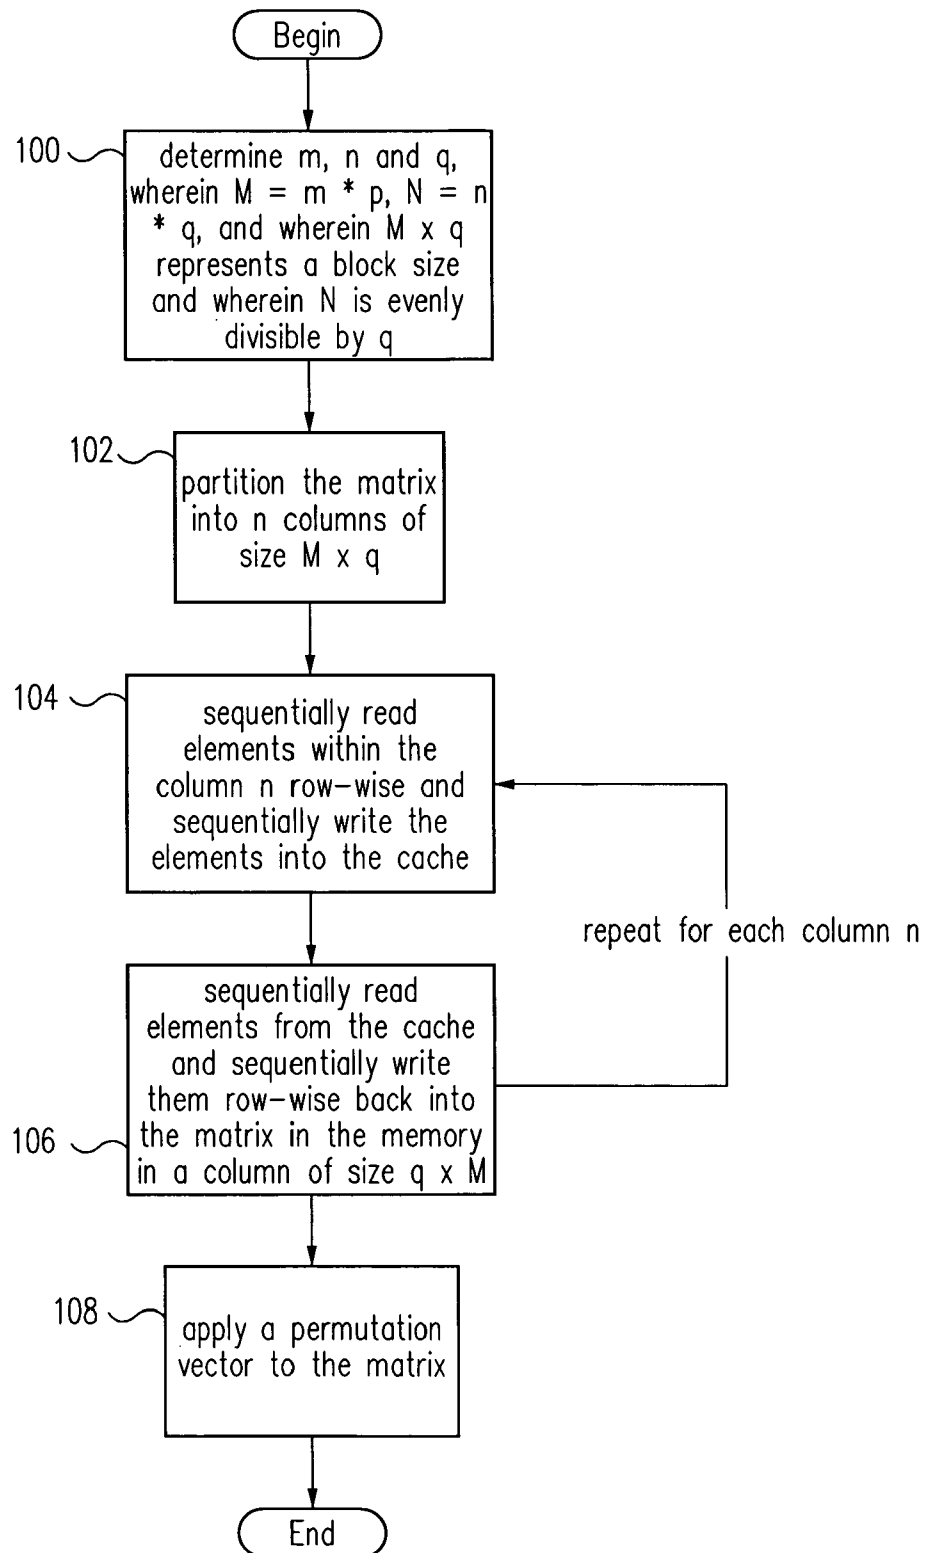 Begin
100
determine m, n and q,
wherein M = m * p, N = n
* q, and wherein M x q
represents a block size
and wherein N is evenly
divisible by q
102
partition the matrix
into n columns of
size M x q
104
sequentially read
elements within the
column n row-wise and
sequentially write the
elements into the cache
repeat for each column n
sequentially read
elements from the cache
and sequentially write
them row-wise back into
the matrix in the memory
in a column of size q x M
106
108
apply a permutation
vector to the matrix
End